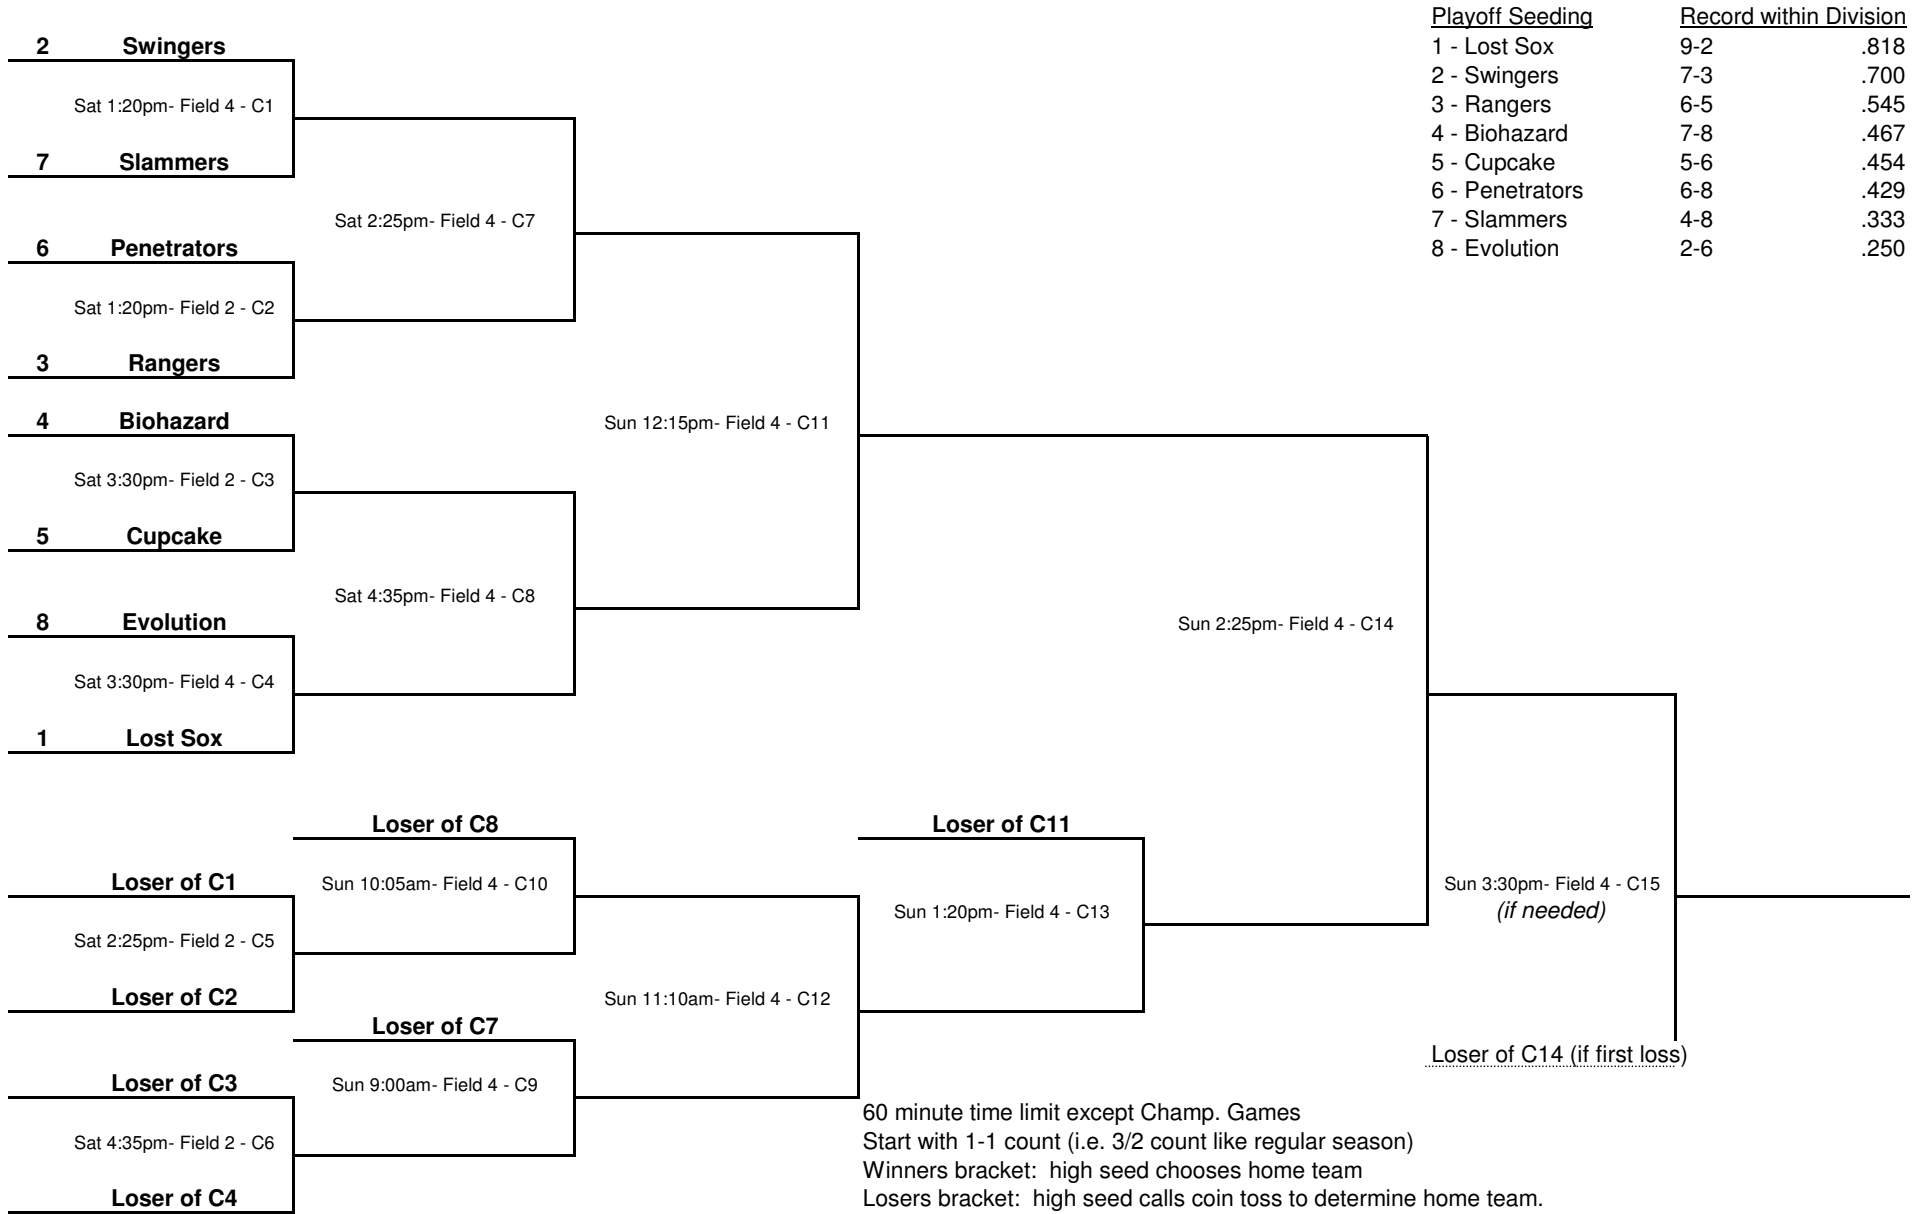 Playoff Seeding Record within Division
1 - Lost Sox 9-2 .818
2 - Swingers 7-3 .700
3 - Rangers 6-5 .545
4 - Biohazard 7-8 .467
5 - Cupcake 5-6 .454
6 - Penetrators 6-8 .429
7 - Slammers 4-8 .333
8 - Evolution 2-6 .250
2 Swingers
Sat 1:20pm- Field 4 - C1
7 Slammers
Sat 2:25pm- Field 4 - C7
6 Penetrators
Sat 1:20pm- Field 2 - C2
3 Rangers
4 Biohazard
Sun 12:15pm- Field 4 - C11
Sat 3:30pm- Field 2 - C3
5 Cupcake
Sat 4:35pm- Field 4 - C8
8 Evolution
Sun 2:25pm- Field 4 - C14
Sat 3:30pm- Field 4 - C4
1 Lost Sox
Loser of C8
Loser of C11
Loser of C1
Sun 10:05am- Field 4 - C10
Sun 3:30pm- Field 4 - C15
(if needed)
Sun 1:20pm- Field 4 - C13
Sat 2:25pm- Field 2 - C5
Loser of C2
Sun 11:10am- Field 4 - C12
Loser of C7
Loser of C14 (if first loss)
Loser of C3
Sun 9:00am- Field 4 - C9
Sat 4:35pm- Field 2 - C6
Loser of C4
60 minute time limit except Champ. Games
Start with 1-1 count (i.e. 3/2 count like regular season)
Winners bracket: high seed chooses home team
Losers bracket: high seed calls coin toss to determine home team.